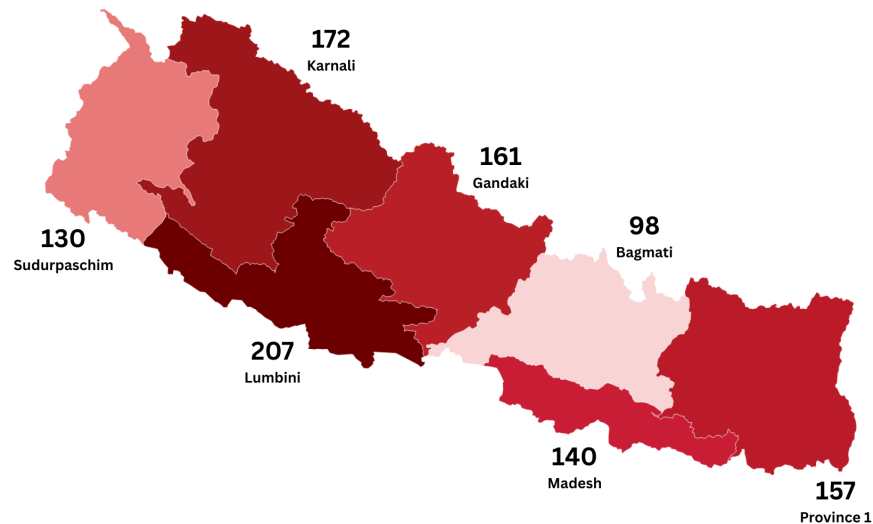 172
Karnali
161
Gandaki
98
Bagmati
130
Sudurpaschim
207
Lumbini
140
Madesh
157
Province 1